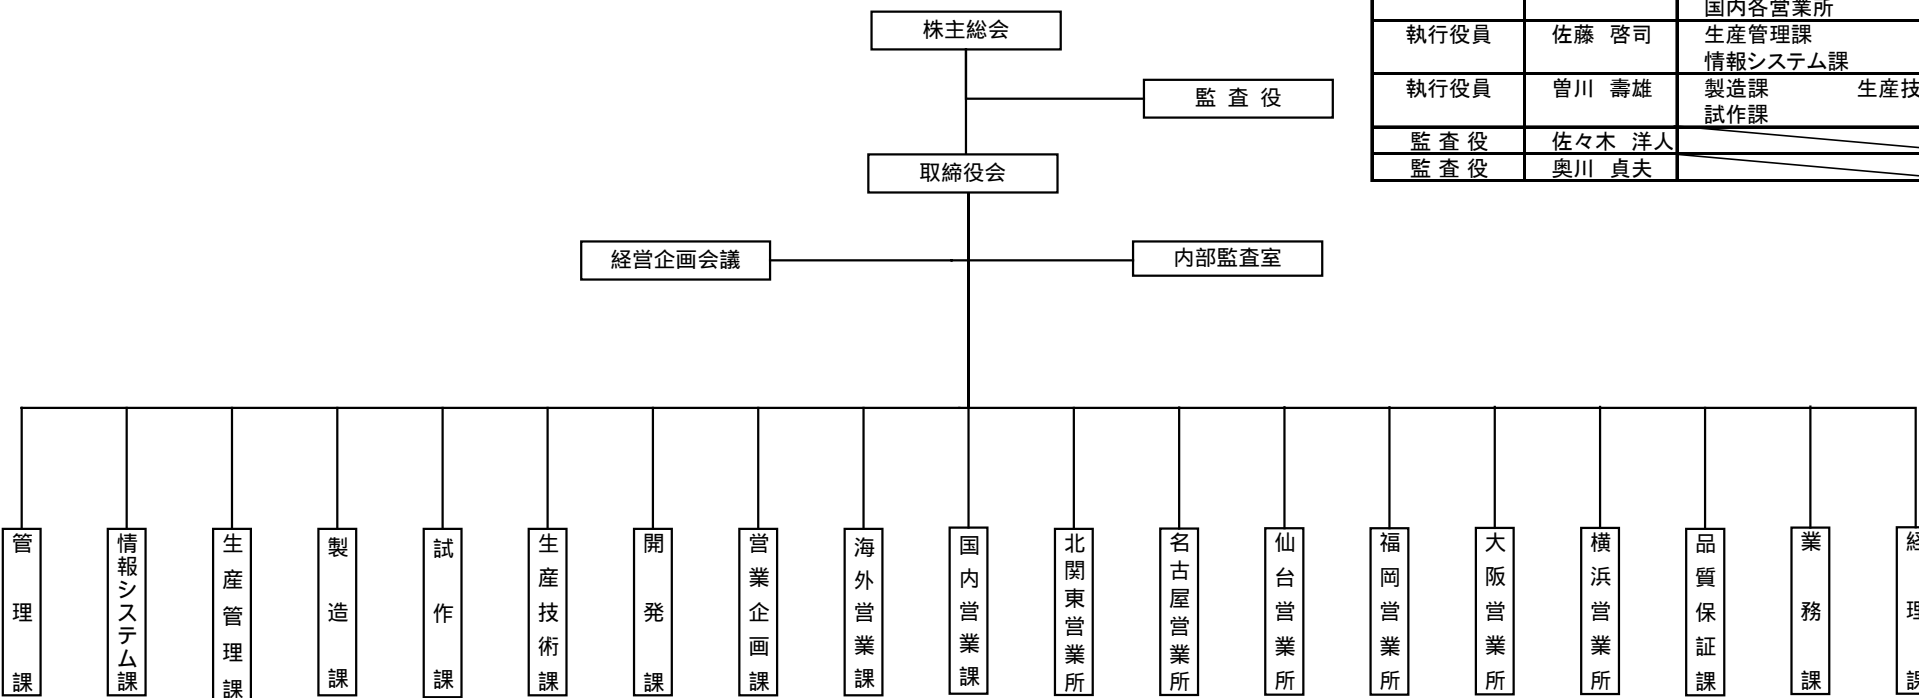 国内各営業所
執行役員 佐藤 啓司 生産管理課
情報システム課
執行役員 曽川 壽雄 製造課 生産技
試作課
監 査 役 佐々木 洋人
監 査 役 奥川 貞夫
株主総会
監 査 役
取締役会
経営企画会議
内部監査室
管理課
情報システム課
生産管理課
製造課
試作課
生産技術課
開発課
営業企画課
海外営業課
国内営業課
北関東営業所
名古屋営業所
仙台営業所
福岡営業所
大阪営業所
横浜営業所
品質保証課
業務課
経理課